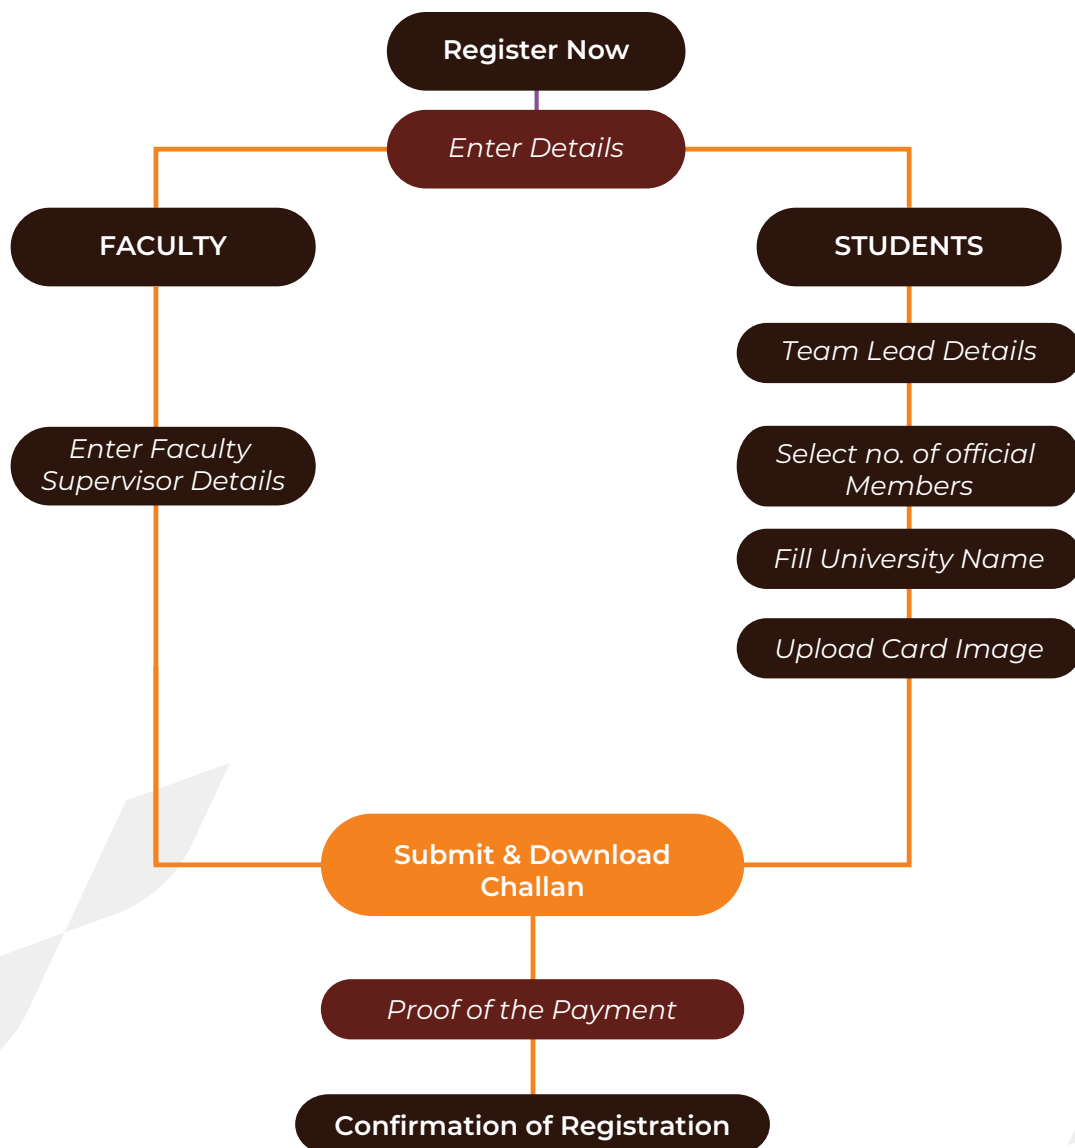 Register Now
Enter Details
FACULTY
STUDENTS
Team Lead Details
Enter Faculty
Supervisor Details
Select no. of official
Members
Fill University Name
Upload Card Image
Submit & Download
Challan
Proof of the Payment
Confirmation of Registration